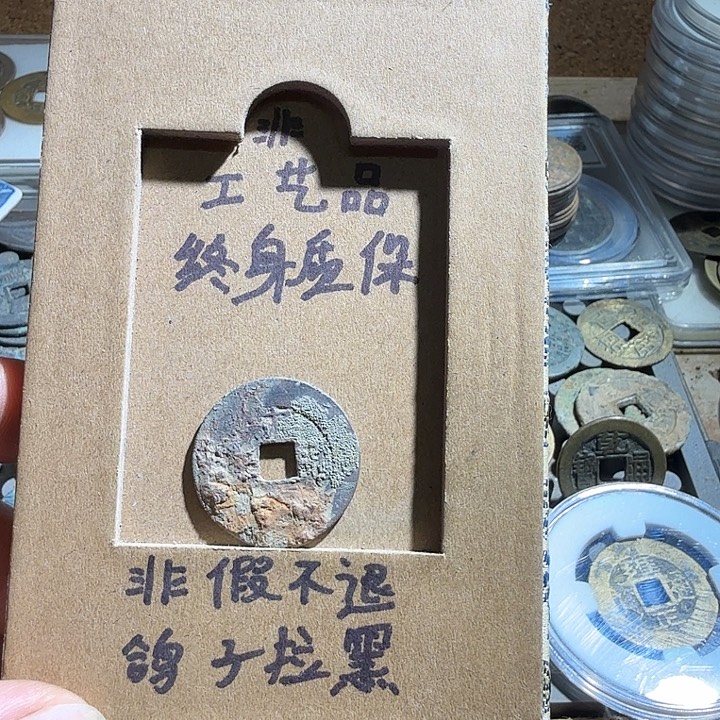 非
工艺品
终身质保
非假不退
鸽子拉黑